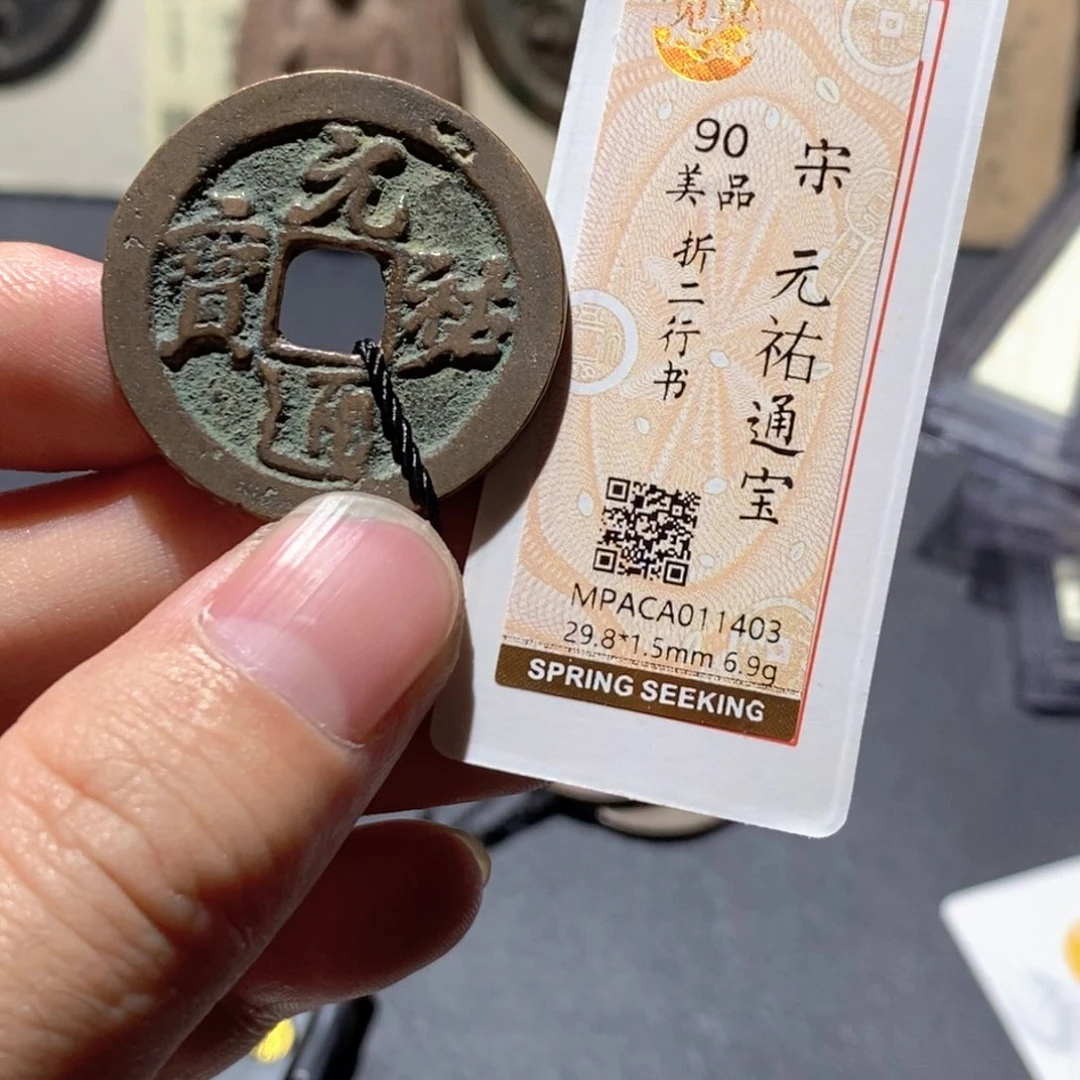 元祐通寳
90
美品
折二行书
宋 元祐通宝
MPACA011403
29.8*1.5mm 6.9g
SPRING SEEKING